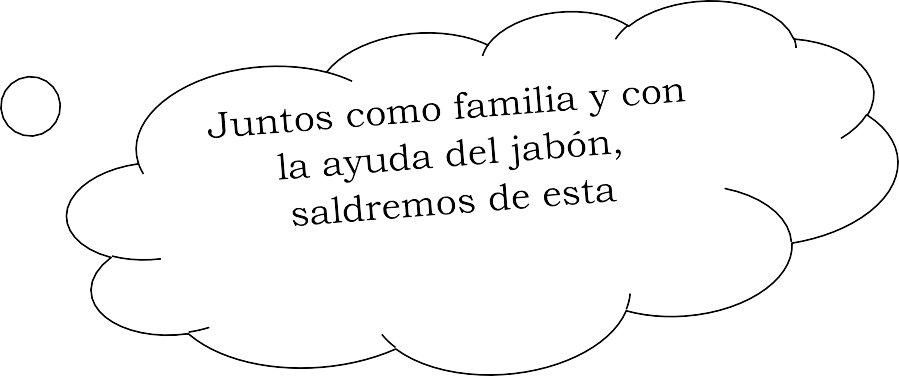 Juntos como familia y con
la ayuda del jabón,
saldremos de esta